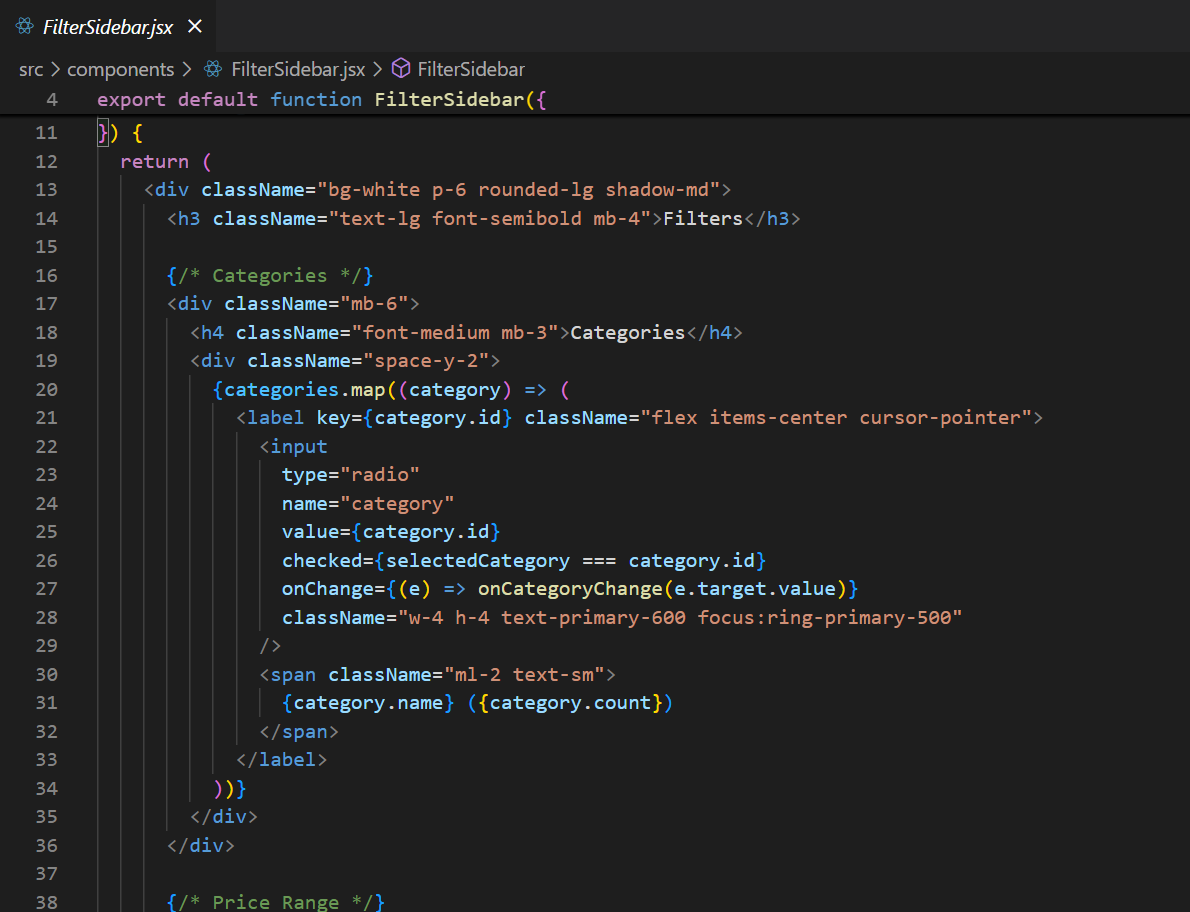 FilterSidebar.jsx ×
src > components > FilterSidebar.jsx > FilterSidebar
4 export default function FilterSidebar({
11 }) {
12 return (
13 <div className="bg-white p-6 rounded-lg shadow-md">
14 <h3 className="text-lg font-semibold mb-4">Filters</h3>
15
16 {/* Categories */}
17 <div className="mb-6">
18 <h4 className="font-medium mb-3">Categories</h4>
19 <div className="space-y-2">
20 {categories.map((category) => (
21 <label key={category.id} className="flex items-center cursor-pointer">
22 <input
23 type="radio"
24 name="category"
25 value={category.id}
26 checked={selectedCategory === category.id}
27 onChange={(e) => onCategoryChange(e.target.value)}
28 className="w-4 h-4 text-primary-600 focus:ring-primary-500"
29 />
30 <span className="ml-2 text-sm">
31 {category.name} ({category.count})
32 </span>
33 </label>
34 ))}
35 </div>
36 </div>
37
38 {/* Price Range */}